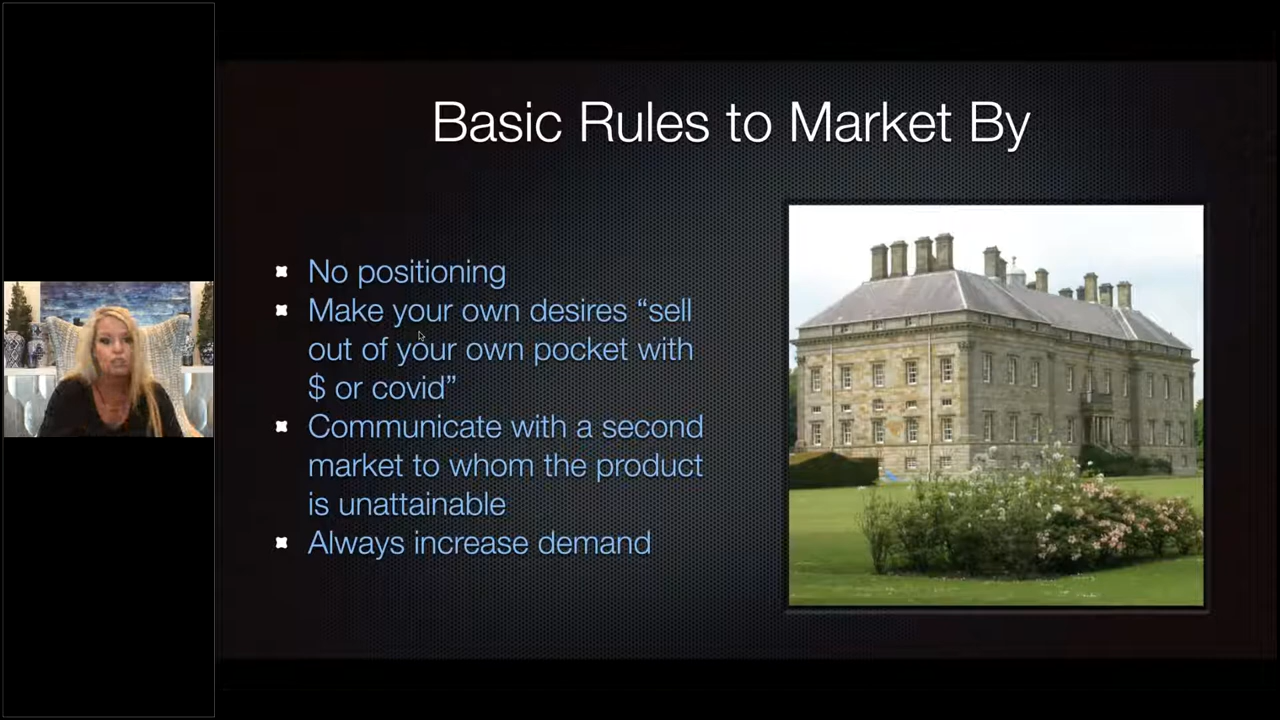 Basic Rules to Market By
No positioning
Make your own desires “sell
out of your own pocket with
$ or covid”
Communicate with a second
market to whom the product
is unattainable
Always increase demand